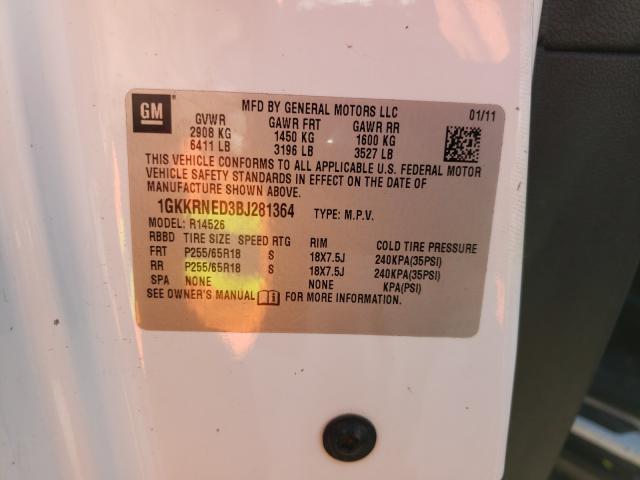 GM
MFD BY GENERAL MOTORS LLC 01/11
GVWR GAWR FRT GAWR RR
2908 KG 1450 KG 1600 KG
6411 LB 3196 LB 3527 LB
THIS VEHICLE CONFORMS TO ALL APPLICABLE U.S. FEDERAL MOTOR
VEHICLE SAFETY STANDARDS IN EFFECT ON THE DATE OF
MANUFACTURE SHOWN ABOVE.
1GKKRNED3BJ281364 TYPE: M.P.V.
MODEL: R14526
RBBD TIRE SIZE SPEED RTG RIM COLD TIRE PRESSURE
FRT P255/65R18 S 18X7.5J 240KPA(35PSI)
RR P255/65R18 S 18X7.5J 240KPA(35PSI)
SPA NONE NONE KPA(PSI)
SEE OWNER'S MANUAL FOR MORE INFORMATION.